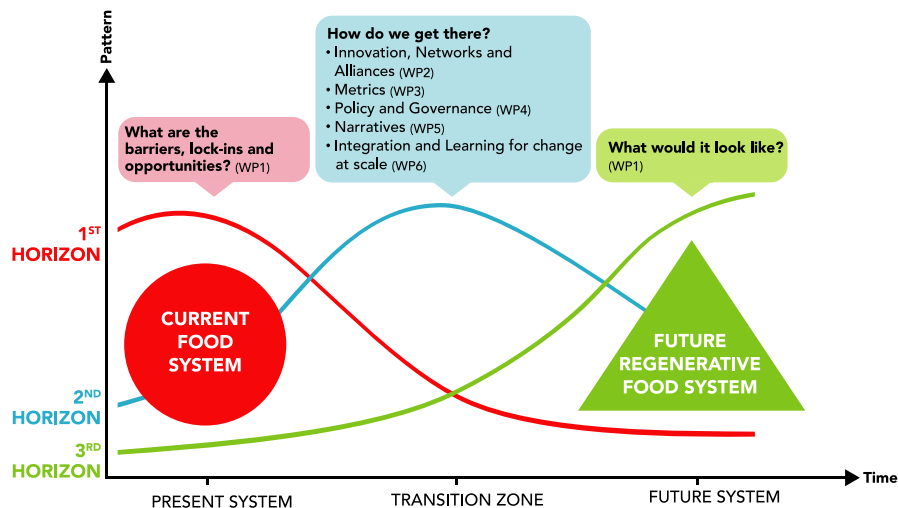 Pattern
What are the
barriers, lock-ins and
opportunities? (WP1)
How do we get there?
• Innovation, Networks and
Alliances (WP2)
• Metrics (WP3)
• Policy and Governance (WP4)
• Narratives (WP5)
• Integration and Learning for change
at scale (WP6)
What would it look like?
(WP1)
1ST
HORIZON
CURRENT
FOOD
SYSTEM
FUTURE
REGENERATIVE
FOOD SYSTEM
2ND
HORIZON
3RD
HORIZON
Time
PRESENT SYSTEM
TRANSITION ZONE
FUTURE SYSTEM